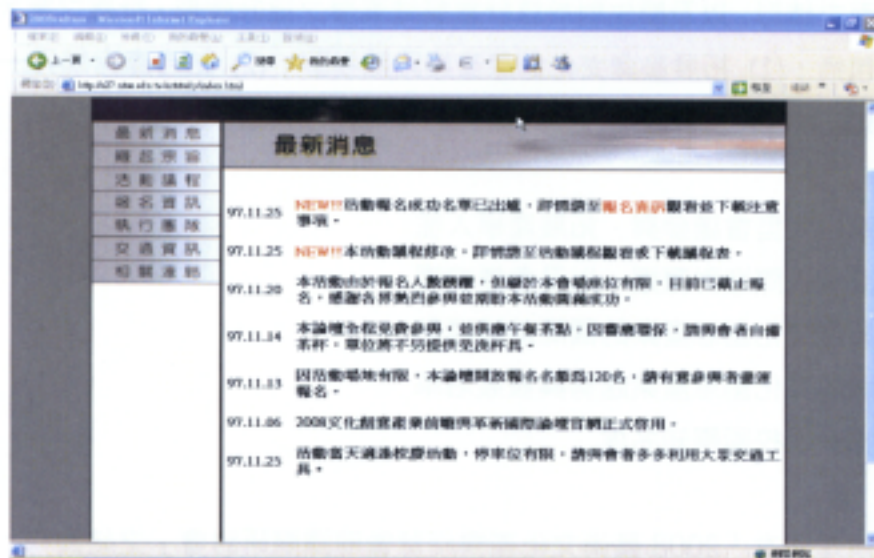 最新消息
緣起宗旨
活動議程
報名資訊
執行團隊
交通資訊
相關連結
最新消息
97.11.25 NEW!!!活動報名成功名單已出爐，詳情請至報名資訊觀看並下載注意
事項。
97.11.25 NEW!!!本活動議程修改，詳情請至活動議程觀看或下載議程表。
97.11.20 本活動由於報名人數踴躍，但礙於本會場座位有限，目前已截止報
名，感謝各界熱烈參與並期盼本活動圓滿成功。
97.11.14 本論壇全程免費參與，並供應午餐茶點。因響應環保，請與會者自備
茶杯，單位將不另提供免洗杯具。
97.11.13 因活動場地有限，本論壇開放報名名額為120名，請有意參與者儘速
報名。
97.11.06 2008文化創意產業前瞻與革新國際論壇官網正式啓用。
97.11.25 活動當天適逢校慶活動，停車位有限，請與會者多多利用大眾交通工
具。